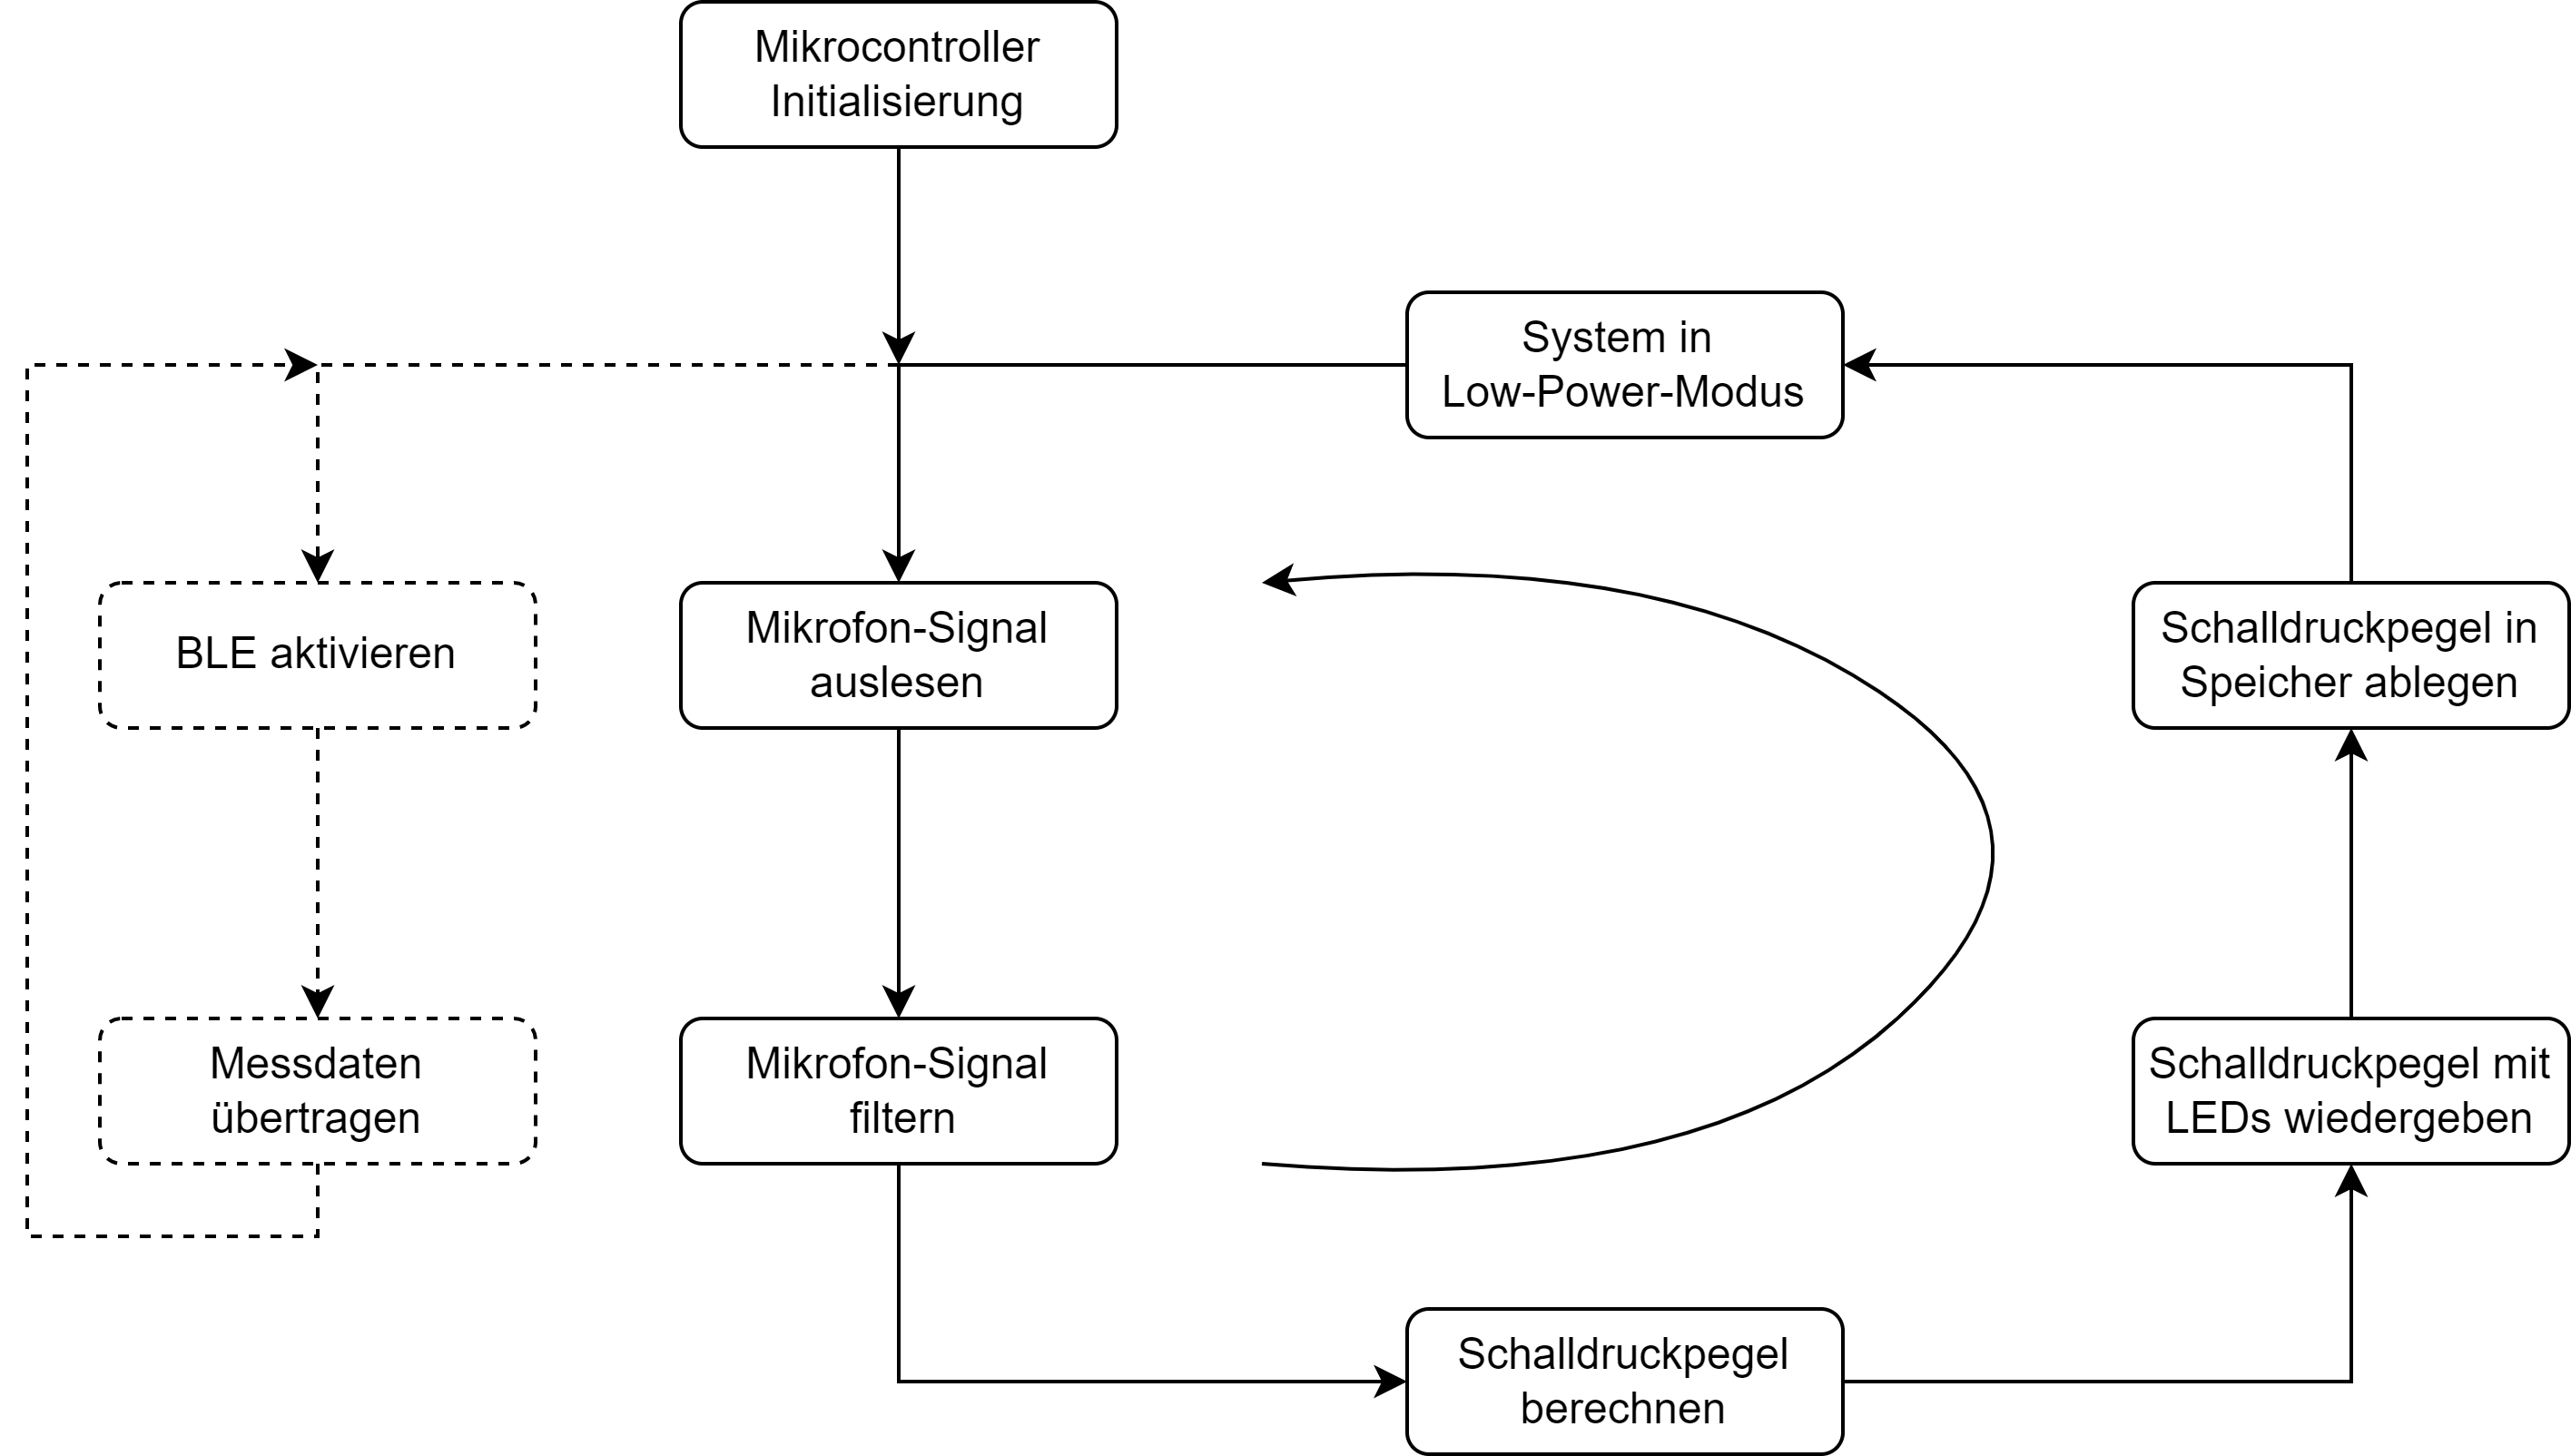 Mikrocontroller
Initialisierung
System in
Low-Power-Modus
BLE aktivieren
Mikrofon-Signal
auslesen
Schalldruckpegel in
Speicher ablegen
Messdaten
übertragen
Mikrofon-Signal
filtern
Schalldruckpegel mit
LEDs wiedergeben
Schalldruckpegel
berechnen